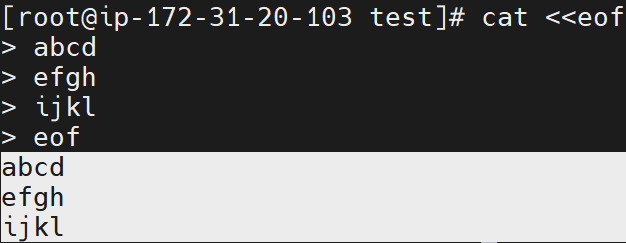 [root@ip-172-31-20-103 test]# cat <<eof
> abcd
> efgh
> ijkl
> eof
abcd
efgh
ijkl